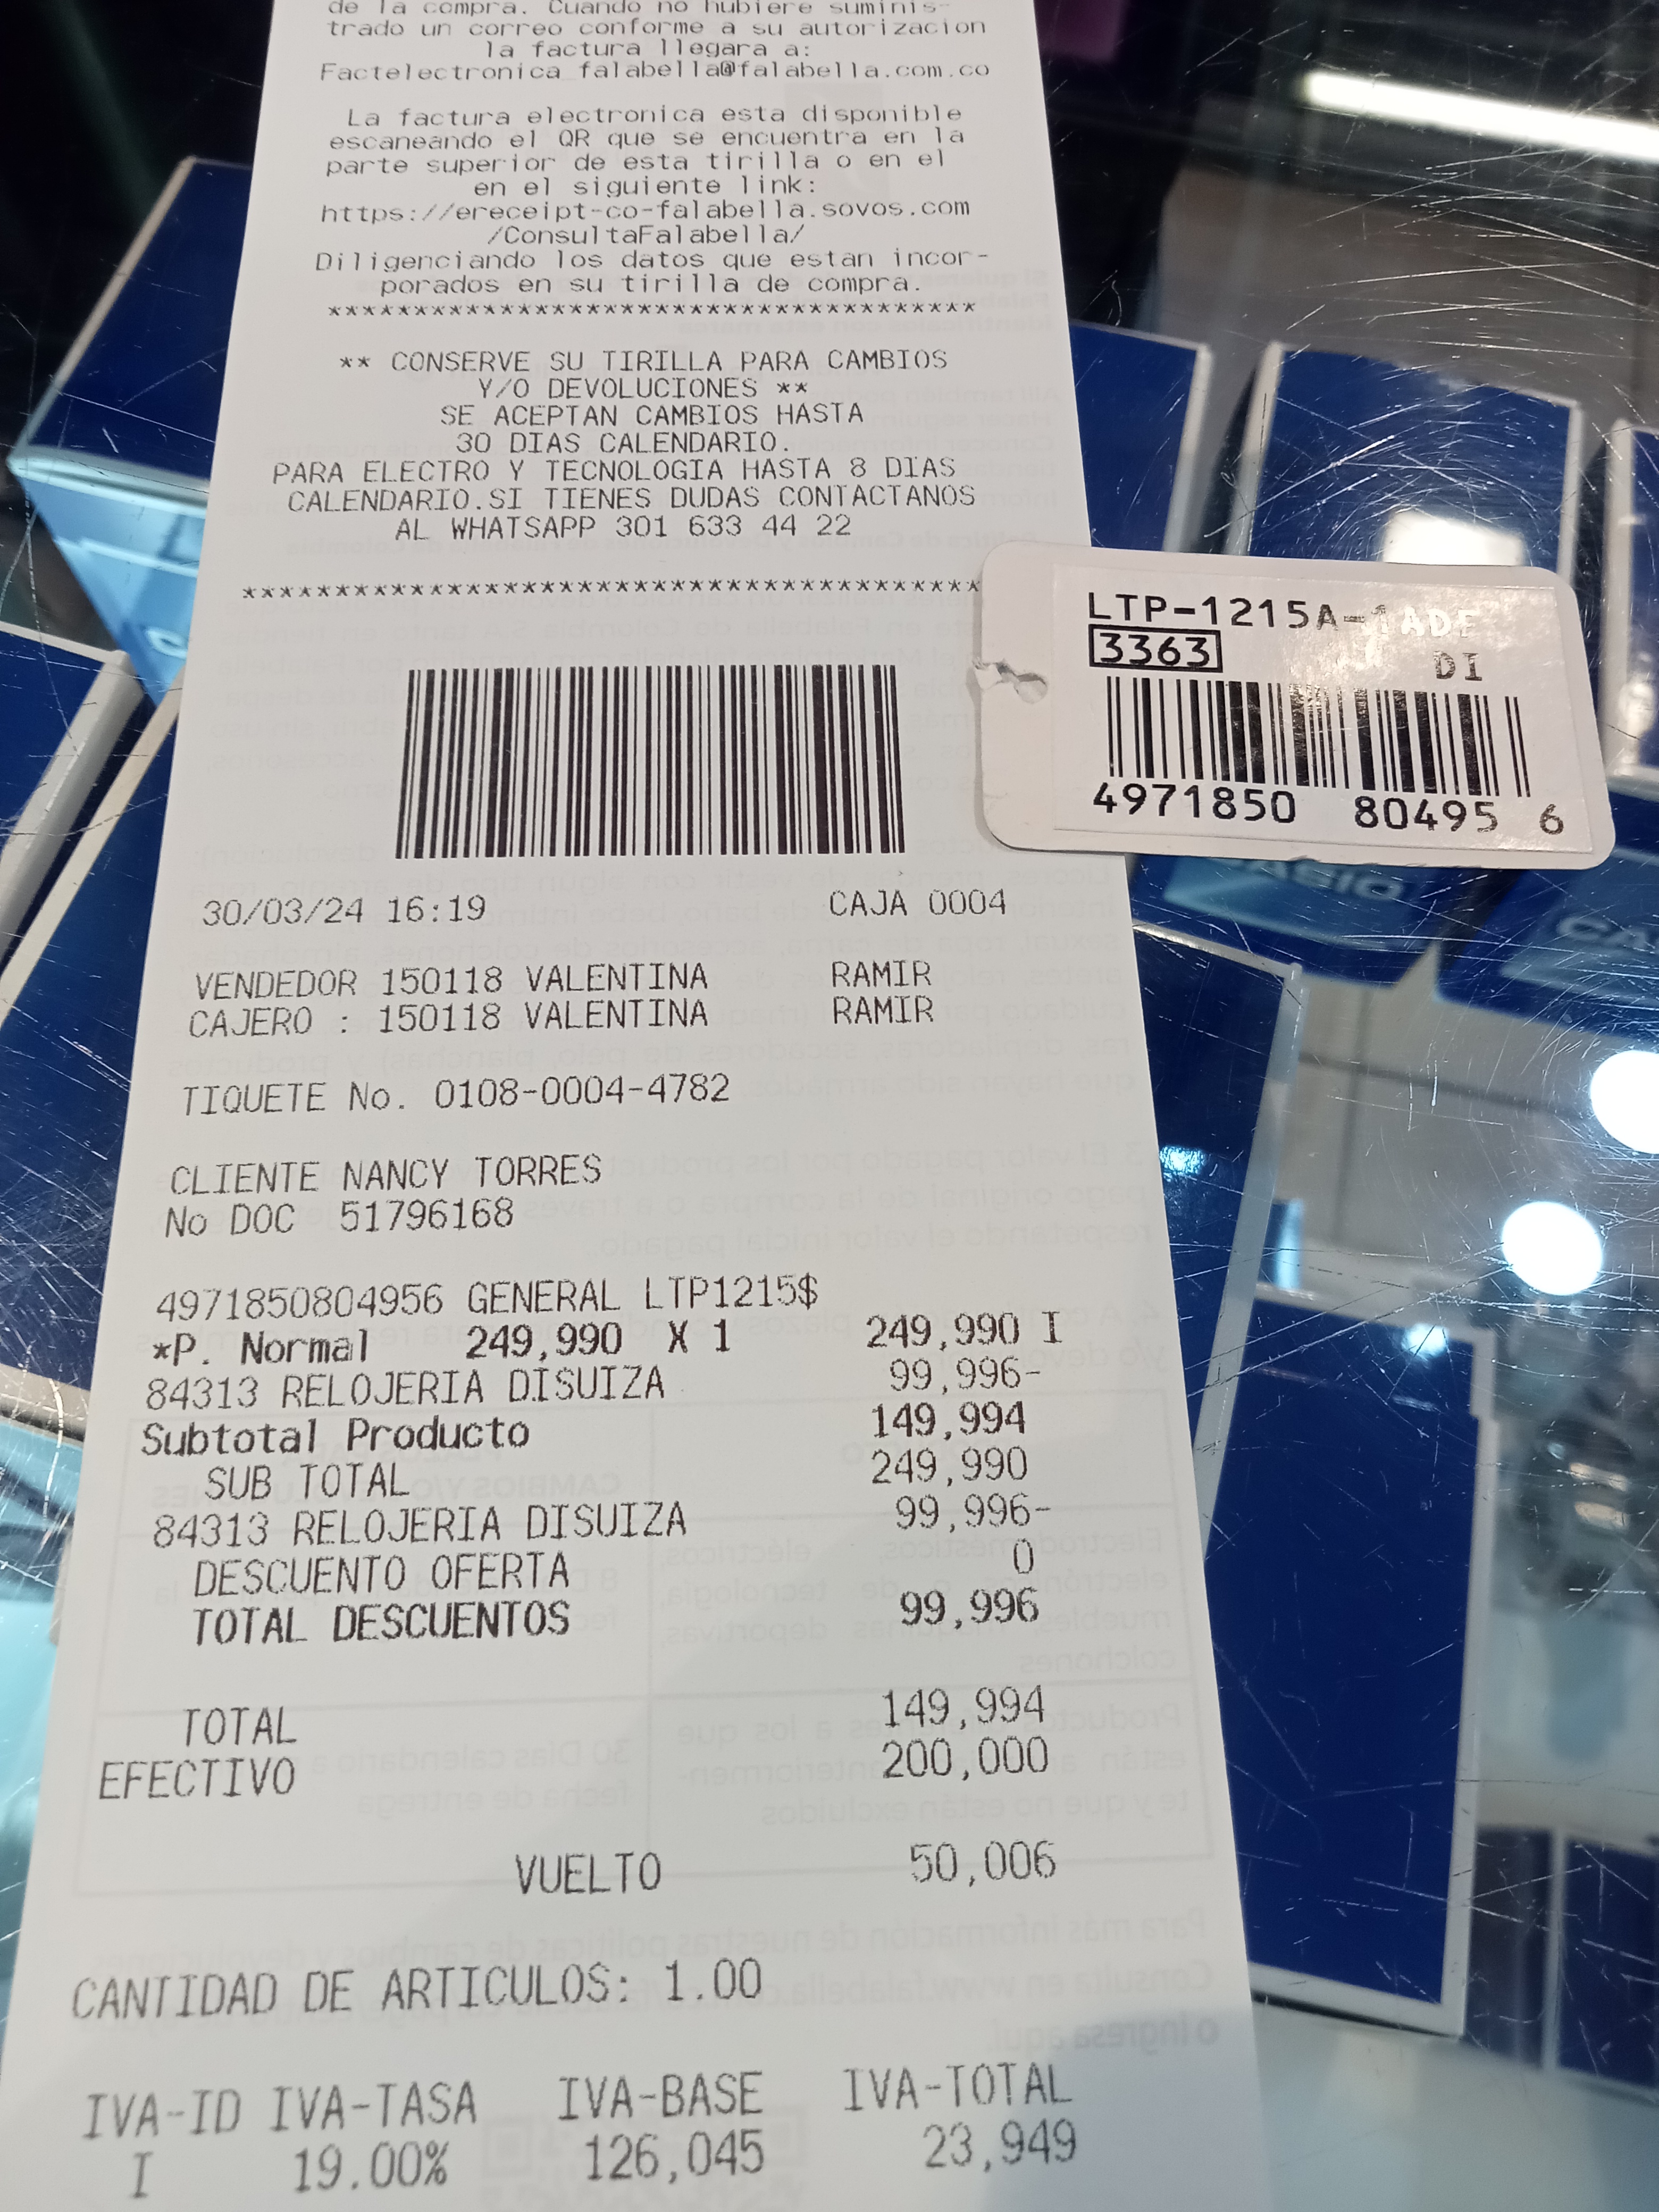 de la compra. Cuando no hubiere suminis-
trado un correo conforme a su autorizacion
la factura llegara a:
Factelectronica_falabella@falabella.com.co
La factura electronica esta disponible
escaneando el QR que se encuentra en la
parte superior de esta tirilla o en el
en el siguiente link:
https://ereceipt-co-falabella.sovos.com
/ConsultaFalabella/
Diligenciando los datos que estan incor-
porados en su tirilla de compra.
**************************************
** CONSERVE SU TIRILLA PARA CAMBIOS
Y/O DEVOLUCIONES **
SE ACEPTAN CAMBIOS HASTA
30 DIAS CALENDARIO.
PARA ELECTRO Y TECNOLOGIA HASTA 8 DIAS
CALENDARIO.SI TIENES DUDAS CONTACTANOS
AL WHATSAPP 301 633 44 22
****************************************
LTP-1215A-1ADF
3363
DI
4971850 80495 6
30/03/24 16:19 CAJA 0004
VENDEDOR 150118 VALENTINA RAMIR
CAJERO : 150118 VALENTINA RAMIR
TIQUETE No. 0108-0004-4782
CLIENTE NANCY TORRES
No DOC 51796168
4971850804956 GENERAL LTP1215$
*P. Normal 249,990 X 1 249,990 I
84313 RELOJERIA DISUIZA 99,996-
Subtotal Producto 149,994
SUB TOTAL 249,990
84313 RELOJERIA DISUIZA 99,996-
DESCUENTO OFERTA 0
TOTAL DESCUENTOS 99,996
TOTAL 149,994
EFECTIVO 200,000
VUELTO 50,006
CANTIDAD DE ARTICULOS: 1.00
IVA-ID IVA-TASA IVA-BASE IVA-TOTAL
I 19.00% 126,045 23,949
CASIO